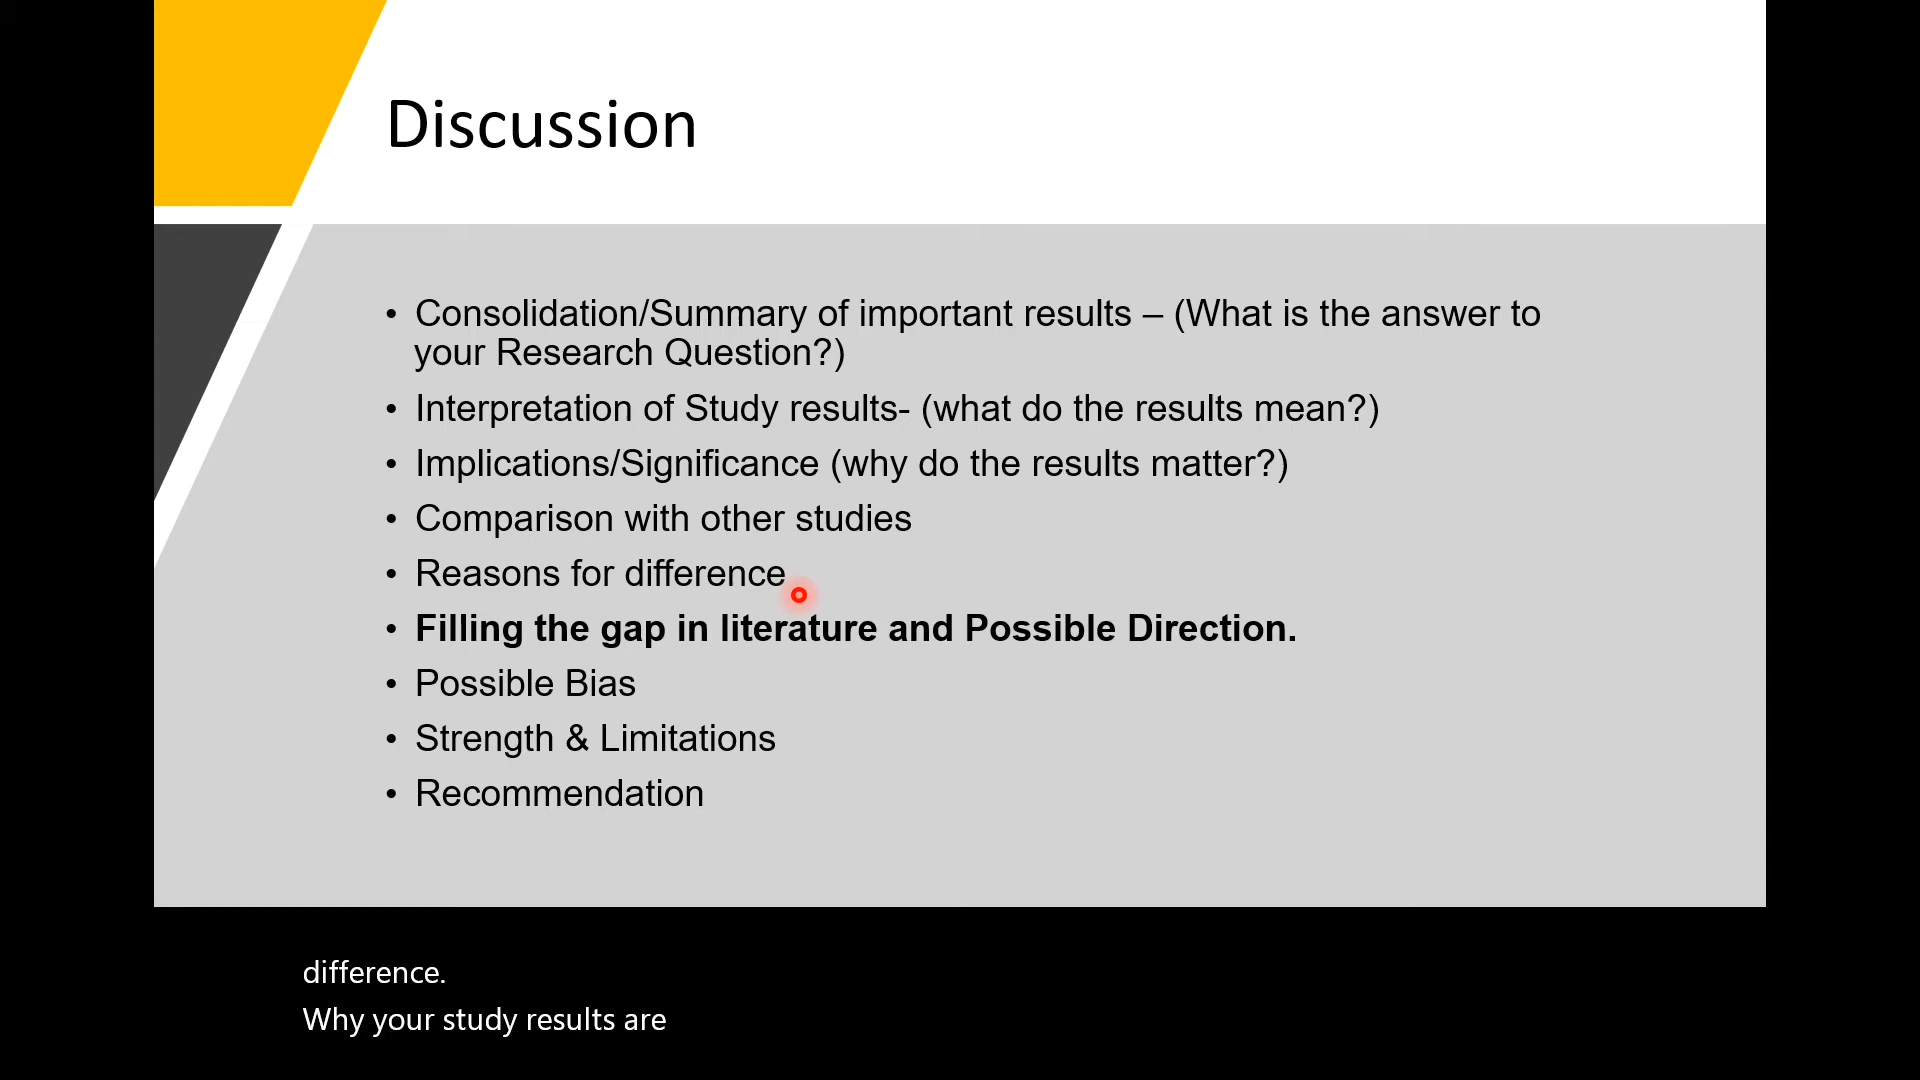 Discussion
• Consolidation/Summary of important results – (What is the answer to
your Research Question?)
• Interpretation of Study results- (what do the results mean?)
• Implications/Significance (why do the results matter?)
• Comparison with other studies
• Reasons for difference
• Filling the gap in literature and Possible Direction.
• Possible Bias
• Strength & Limitations
• Recommendation
difference.
Why your study results are